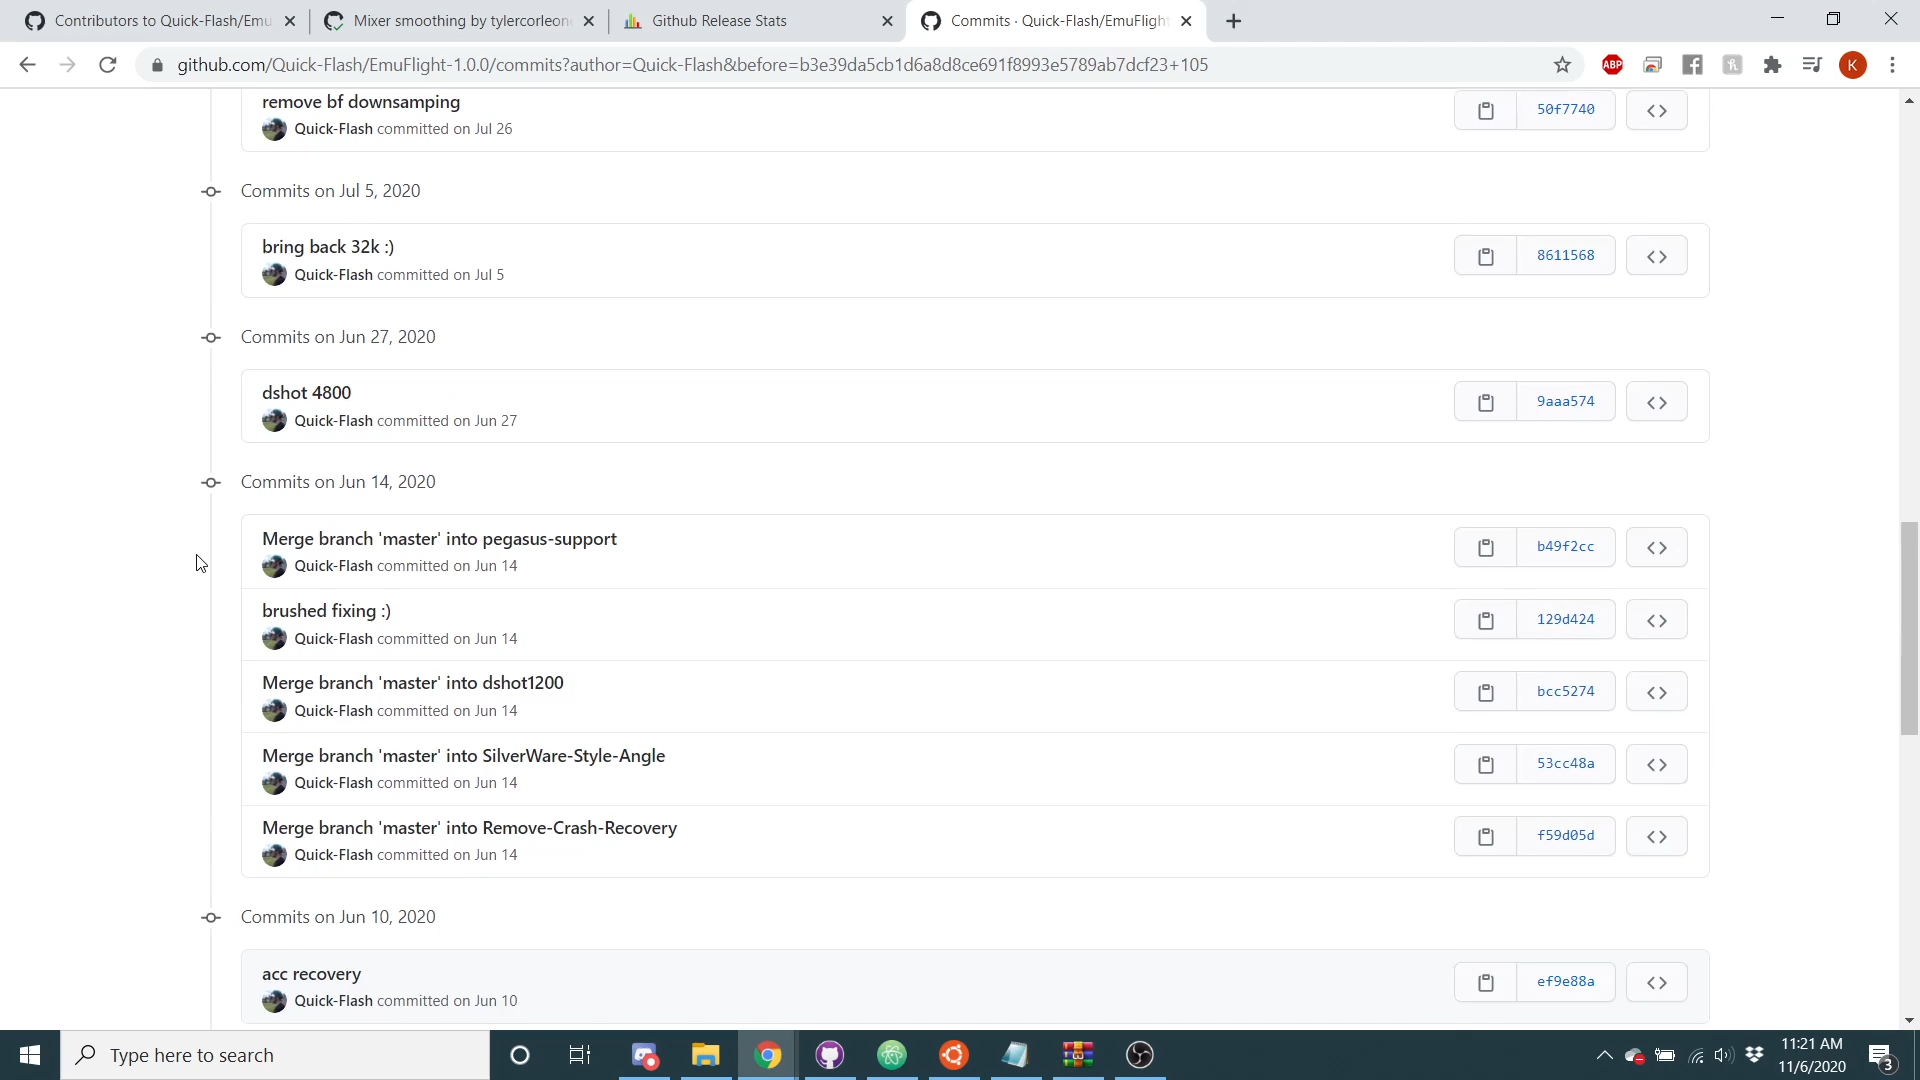 Contributors to Quick-Flash/Emu
Mixer smoothing by tylercorleon
Github Release Stats
Commits · Quick-Flash/EmuFlight
github.com/Quick-Flash/EmuFlight-1.0.0/commits?author=Quick-Flash&before=b3e39da5cb1d6a8d8ce691f8993e5789ab7dcf23+105
ABP
K
remove bf downsamping
50f7740
Quick-Flash committed on Jul 26
Commits on Jul 5, 2020
bring back 32k :)
8611568
Quick-Flash committed on Jul 5
Commits on Jun 27, 2020
dshot 4800
9aaa574
Quick-Flash committed on Jun 27
Commits on Jun 14, 2020
Merge branch 'master' into pegasus-support
b49f2cc
Quick-Flash committed on Jun 14
brushed fixing :)
129d424
Quick-Flash committed on Jun 14
Merge branch 'master' into dshot1200
bcc5274
Quick-Flash committed on Jun 14
Merge branch 'master' into SilverWare-Style-Angle
53cc48a
Quick-Flash committed on Jun 14
Merge branch 'master' into Remove-Crash-Recovery
f59d05d
Quick-Flash committed on Jun 14
Commits on Jun 10, 2020
acc recovery
ef9e88a
Quick-Flash committed on Jun 10
Type here to search
11:21 AM
11/6/2020
3